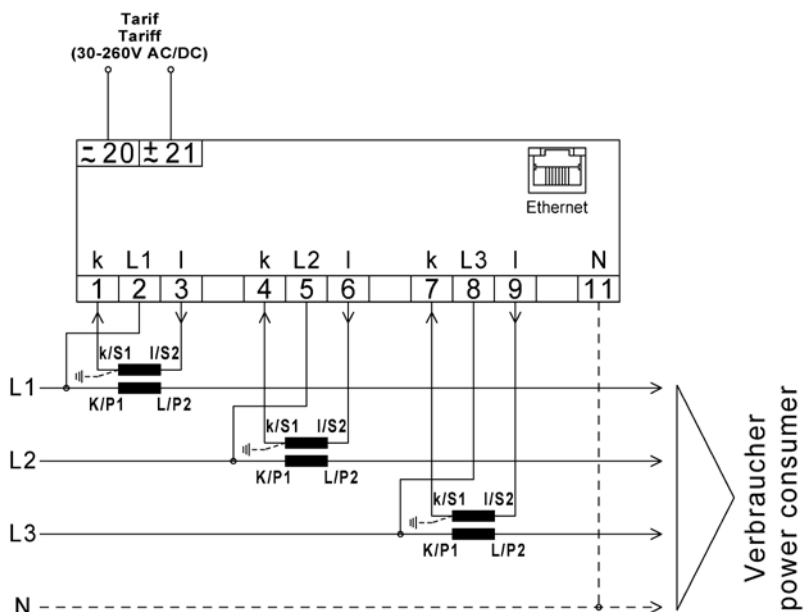 Tarif
Tariff
(30-260V AC/DC)
≂ 20 ± ~ 21
Ethernet
k L1 l k L2 l k L3 l N
1 2 3 4 5 6 7 8 9 11
k/S1 l/S2
L1
K/P1 L/P2
k/S1 l/S2
L2
K/P1 L/P2
k/S1 l/S2
L3
K/P1 L/P2
N
Verbraucher
power consumer